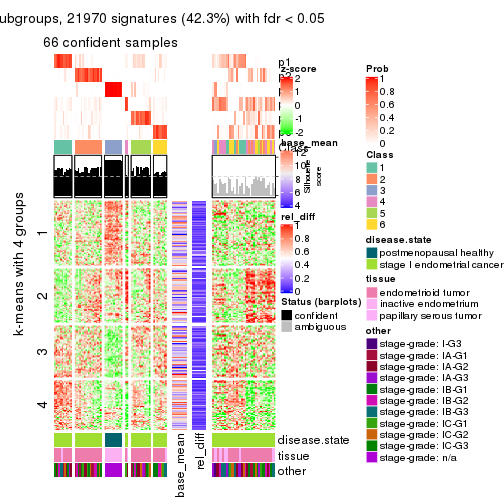 ubgroups, 21970 signatures (42.3%) with fdr < 0.05
66 confident samples
p1
z-score
2
1
0
-1
-2
Class
base_mean
12
10
8
6
4
Silhouette
score
rel_diff
1
0.8
0.6
0.4
0.2
0
Status (barplots)
confident
ambiguous
k-means with 4 groups
1
2
3
4
disease.state
tissue
other
base_mean
rel_diff
Prob
1
0.8
0.6
0.4
0.2
0
Class
1
2
3
4
5
6
disease.state
postmenopausal healthy
stage I endometrial cancer
tissue
endometrioid tumor
inactive endometrium
papillary serous tumor
other
stage-grade: I-G3
stage-grade: IA-G1
stage-grade: IA-G2
stage-grade: IA-G3
stage-grade: IB-G1
stage-grade: IB-G2
stage-grade: IB-G3
stage-grade: IC-G1
stage-grade: IC-G2
stage-grade: IC-G3
stage-grade: n/a